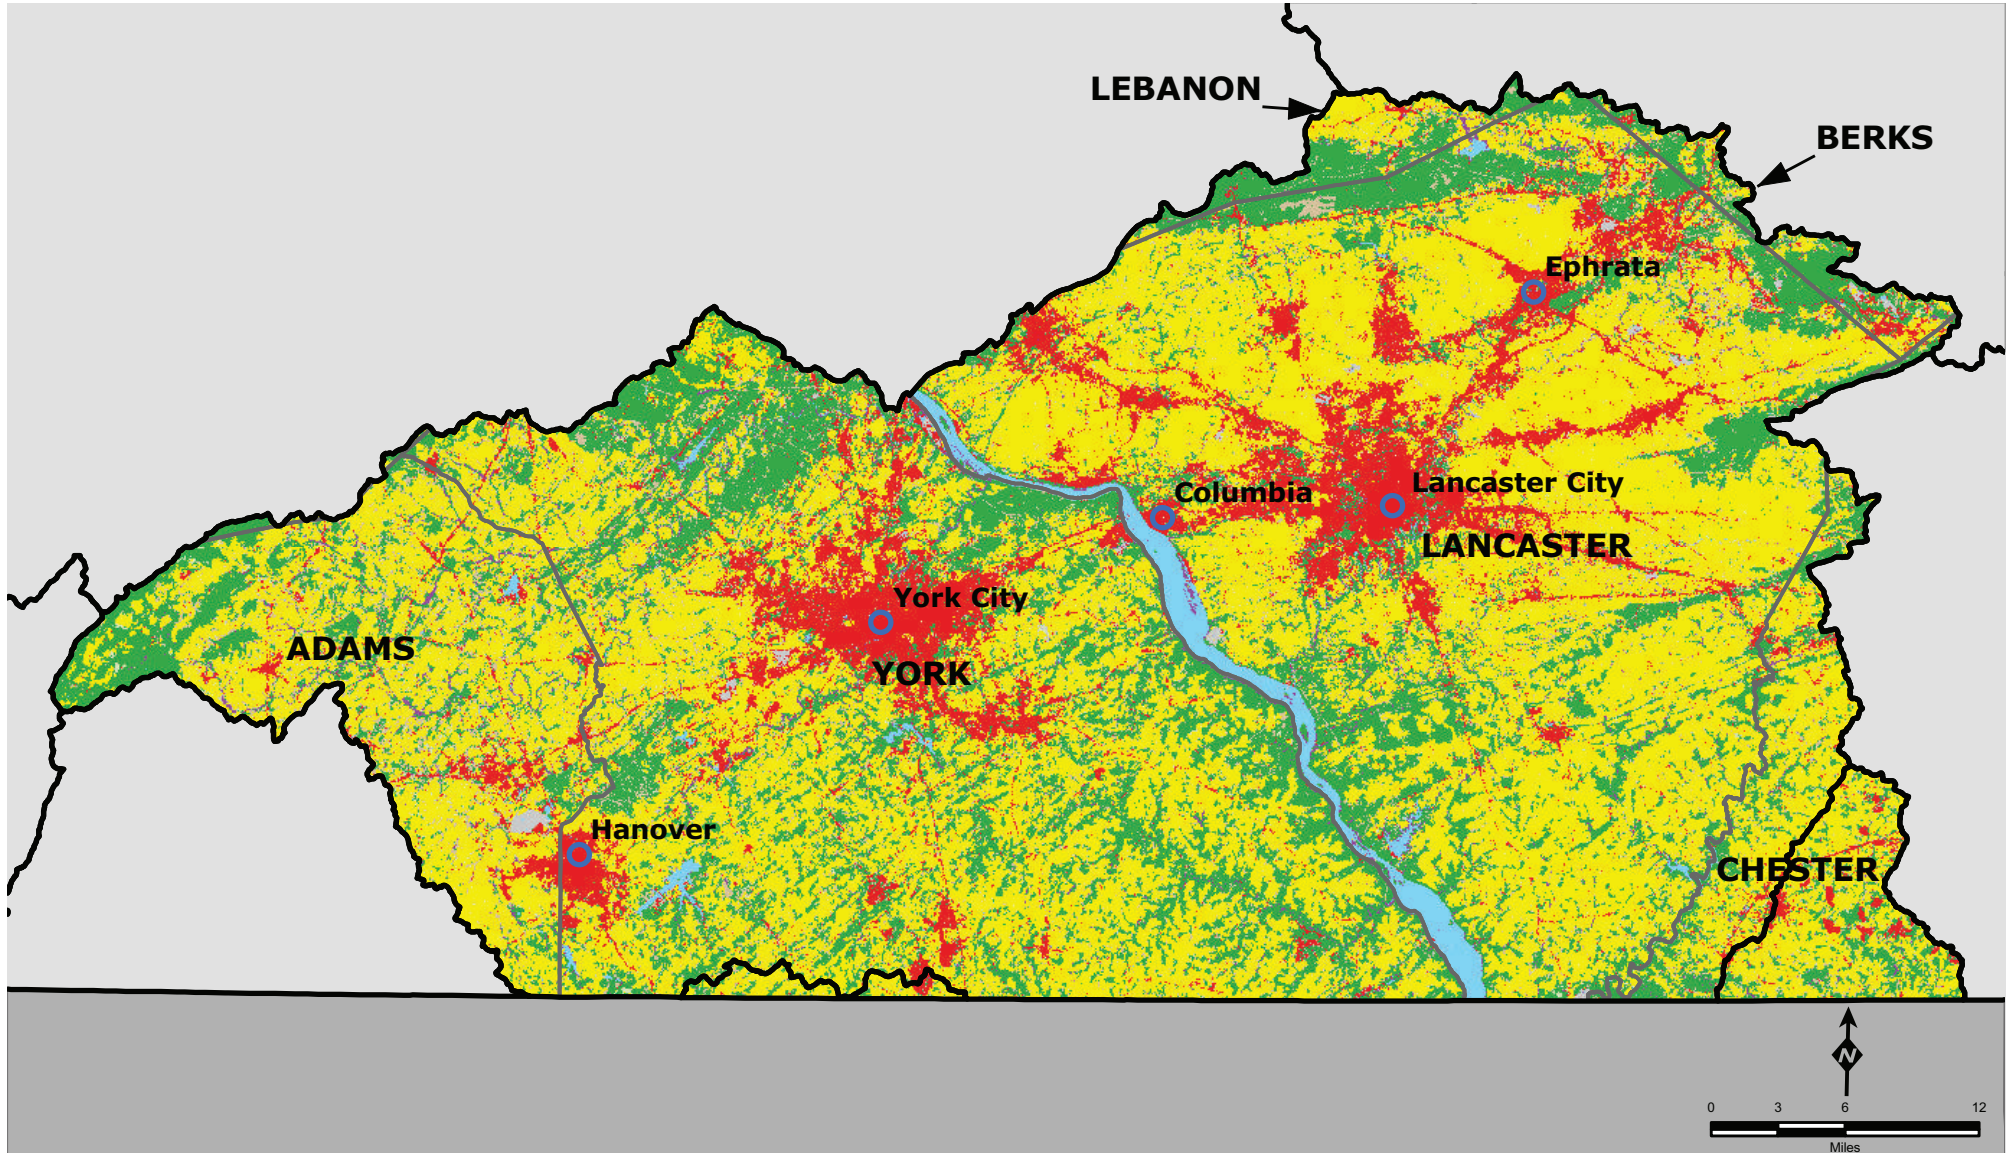 LEBANON
BERKS
Ephrata
Lancaster City
Columbia
LANCASTER
York City
YORK
ADAMS
Hanover
CHESTER
N
0 3 6 12
Miles